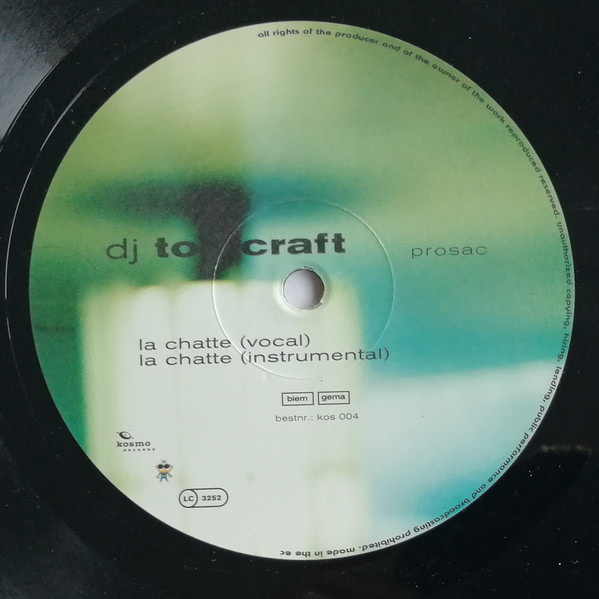 all rights of the producer and of the owner of the work reproduced reserved. unauthorized copying, hiring, lending, public performance and broadcasting prohibited. made in the ec
dj to craft
prosac
la chatte (vocal)
la chatte (instrumental)
biem gema
bestnr.: kos 004
kosmo
RECORDS
LC 3252